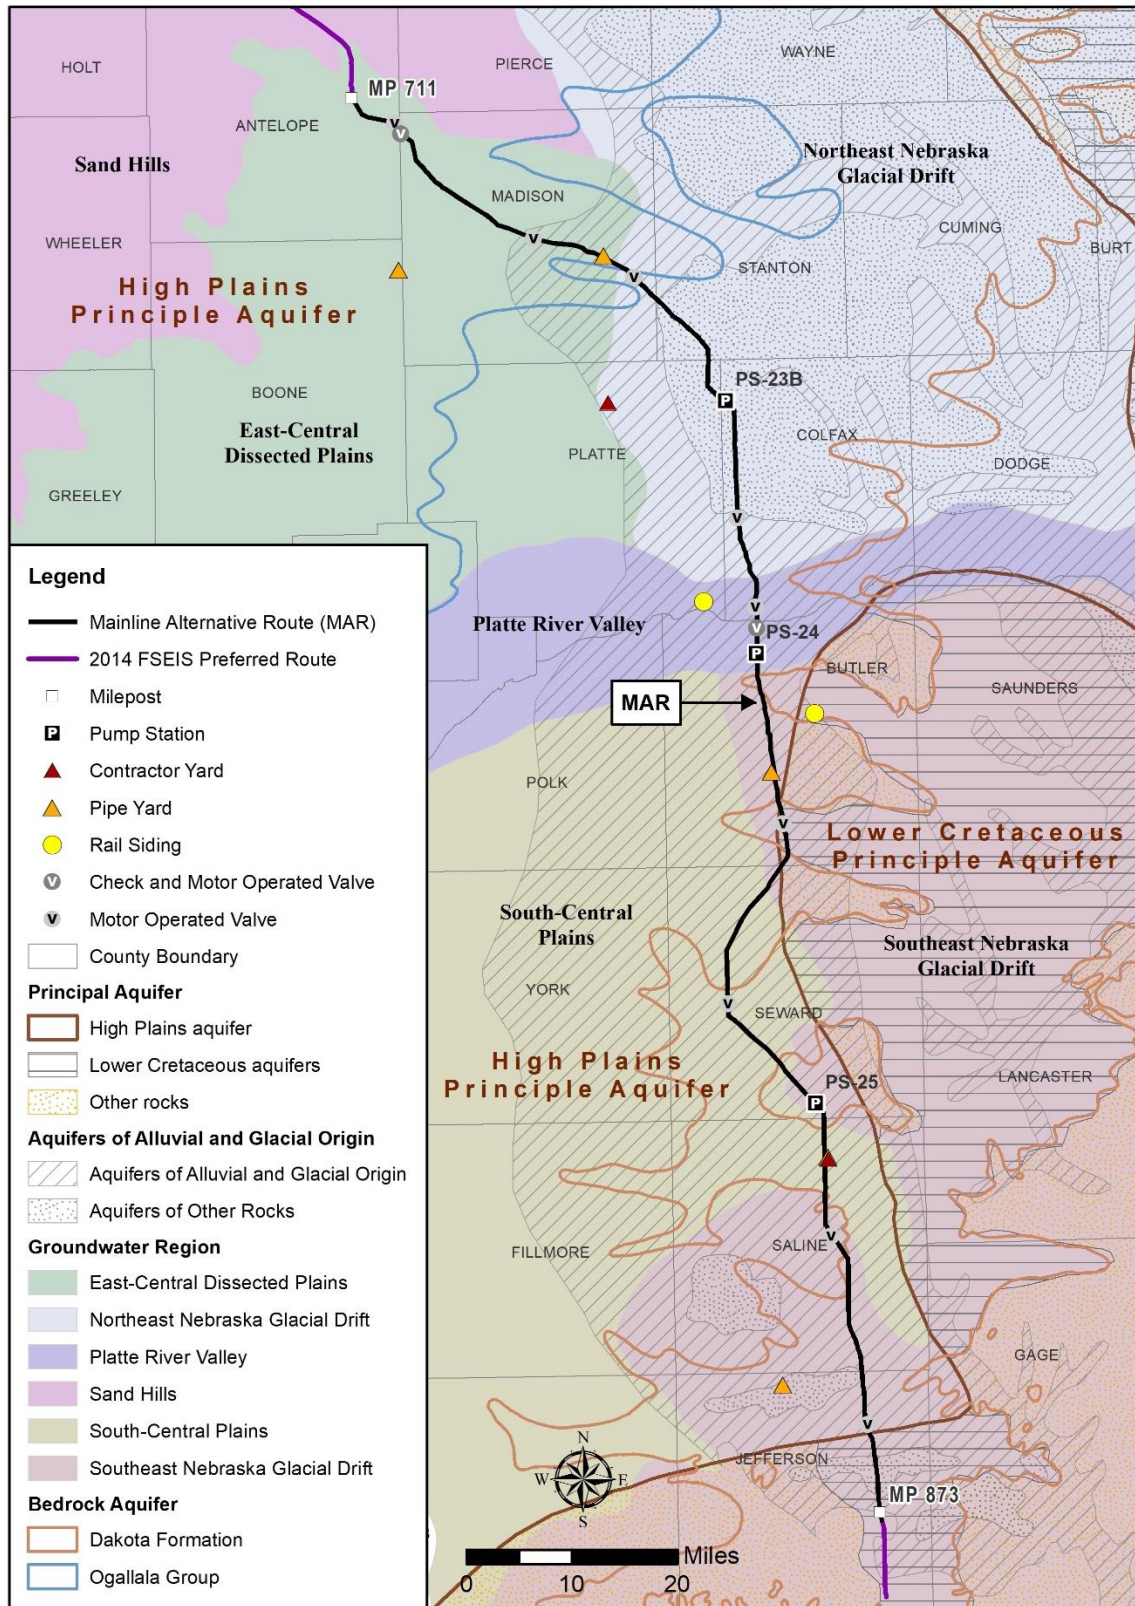 HOLT
PIERCE
WAYNE
MP 711
V
V
ANTELOPE
Sand Hills
Northeast Nebraska
Glacial Drift
MADISON
CUMING
WHEELER
V
BURT
STANTON
V
High Plains
Principle Aquifer
PS-23B
BOONE
P
East-Central
Dissected Plains
COLFAX
PLATTE
DODGE
GREELEY
V
V
Platte River Valley
V
PS-24
P
BUTLER
SAUNDERS
MAR
POLK
V
Lower Cretaceous
Principle Aquifer
South-Central
Plains
Southeast Nebraska
Glacial Drift
YORK
V
SEWARD
High Plains
Principle Aquifer
PS-25
LANCASTER
P
FILLMORE
SALINE
V
GAGE
V
JEFFERSON
MP 873
N
W E
S
Miles
0 10 20
Legend
Mainline Alternative Route (MAR)
2014 FSEIS Preferred Route
Milepost
P Pump Station
Contractor Yard
Pipe Yard
Rail Siding
V Check and Motor Operated Valve
V Motor Operated Valve
County Boundary
Principal Aquifer
High Plains aquifer
Lower Cretaceous aquifers
Other rocks
Aquifers of Alluvial and Glacial Origin
Aquifers of Alluvial and Glacial Origin
Aquifers of Other Rocks
Groundwater Region
East-Central Dissected Plains
Northeast Nebraska Glacial Drift
Platte River Valley
Sand Hills
South-Central Plains
Southeast Nebraska Glacial Drift
Bedrock Aquifer
Dakota Formation
Ogallala Group